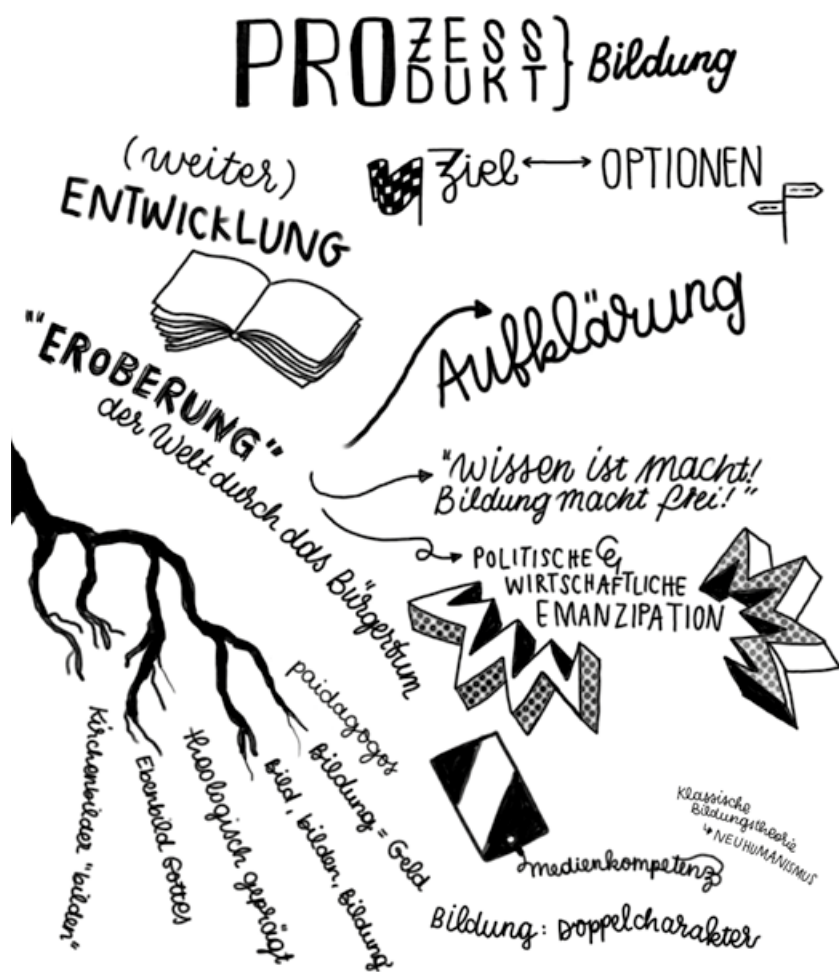 PROZESS
PRODUKT} Bildung
(weiter)
ENTWICKLUNG
Ziel ↔ OPTIONEN
Aufklärung
""EROBERUNG"
der Welt durch das Bürgertum
"Wissen ist Macht!
Bildung macht frei!"
POLITISCHE &
WIRTSCHAFTLICHE
EMANZIPATION
Kirchenbilder "bilden"
Ebenbild Gottes
theologisch geprägt
Bild, bilden, Bildung
Bildung = Geld
paidagogos
medienkompetenz
Klassische
Bildungstheorie
↳ NEUHUMANISMUS
Bildung: Doppelcharakter